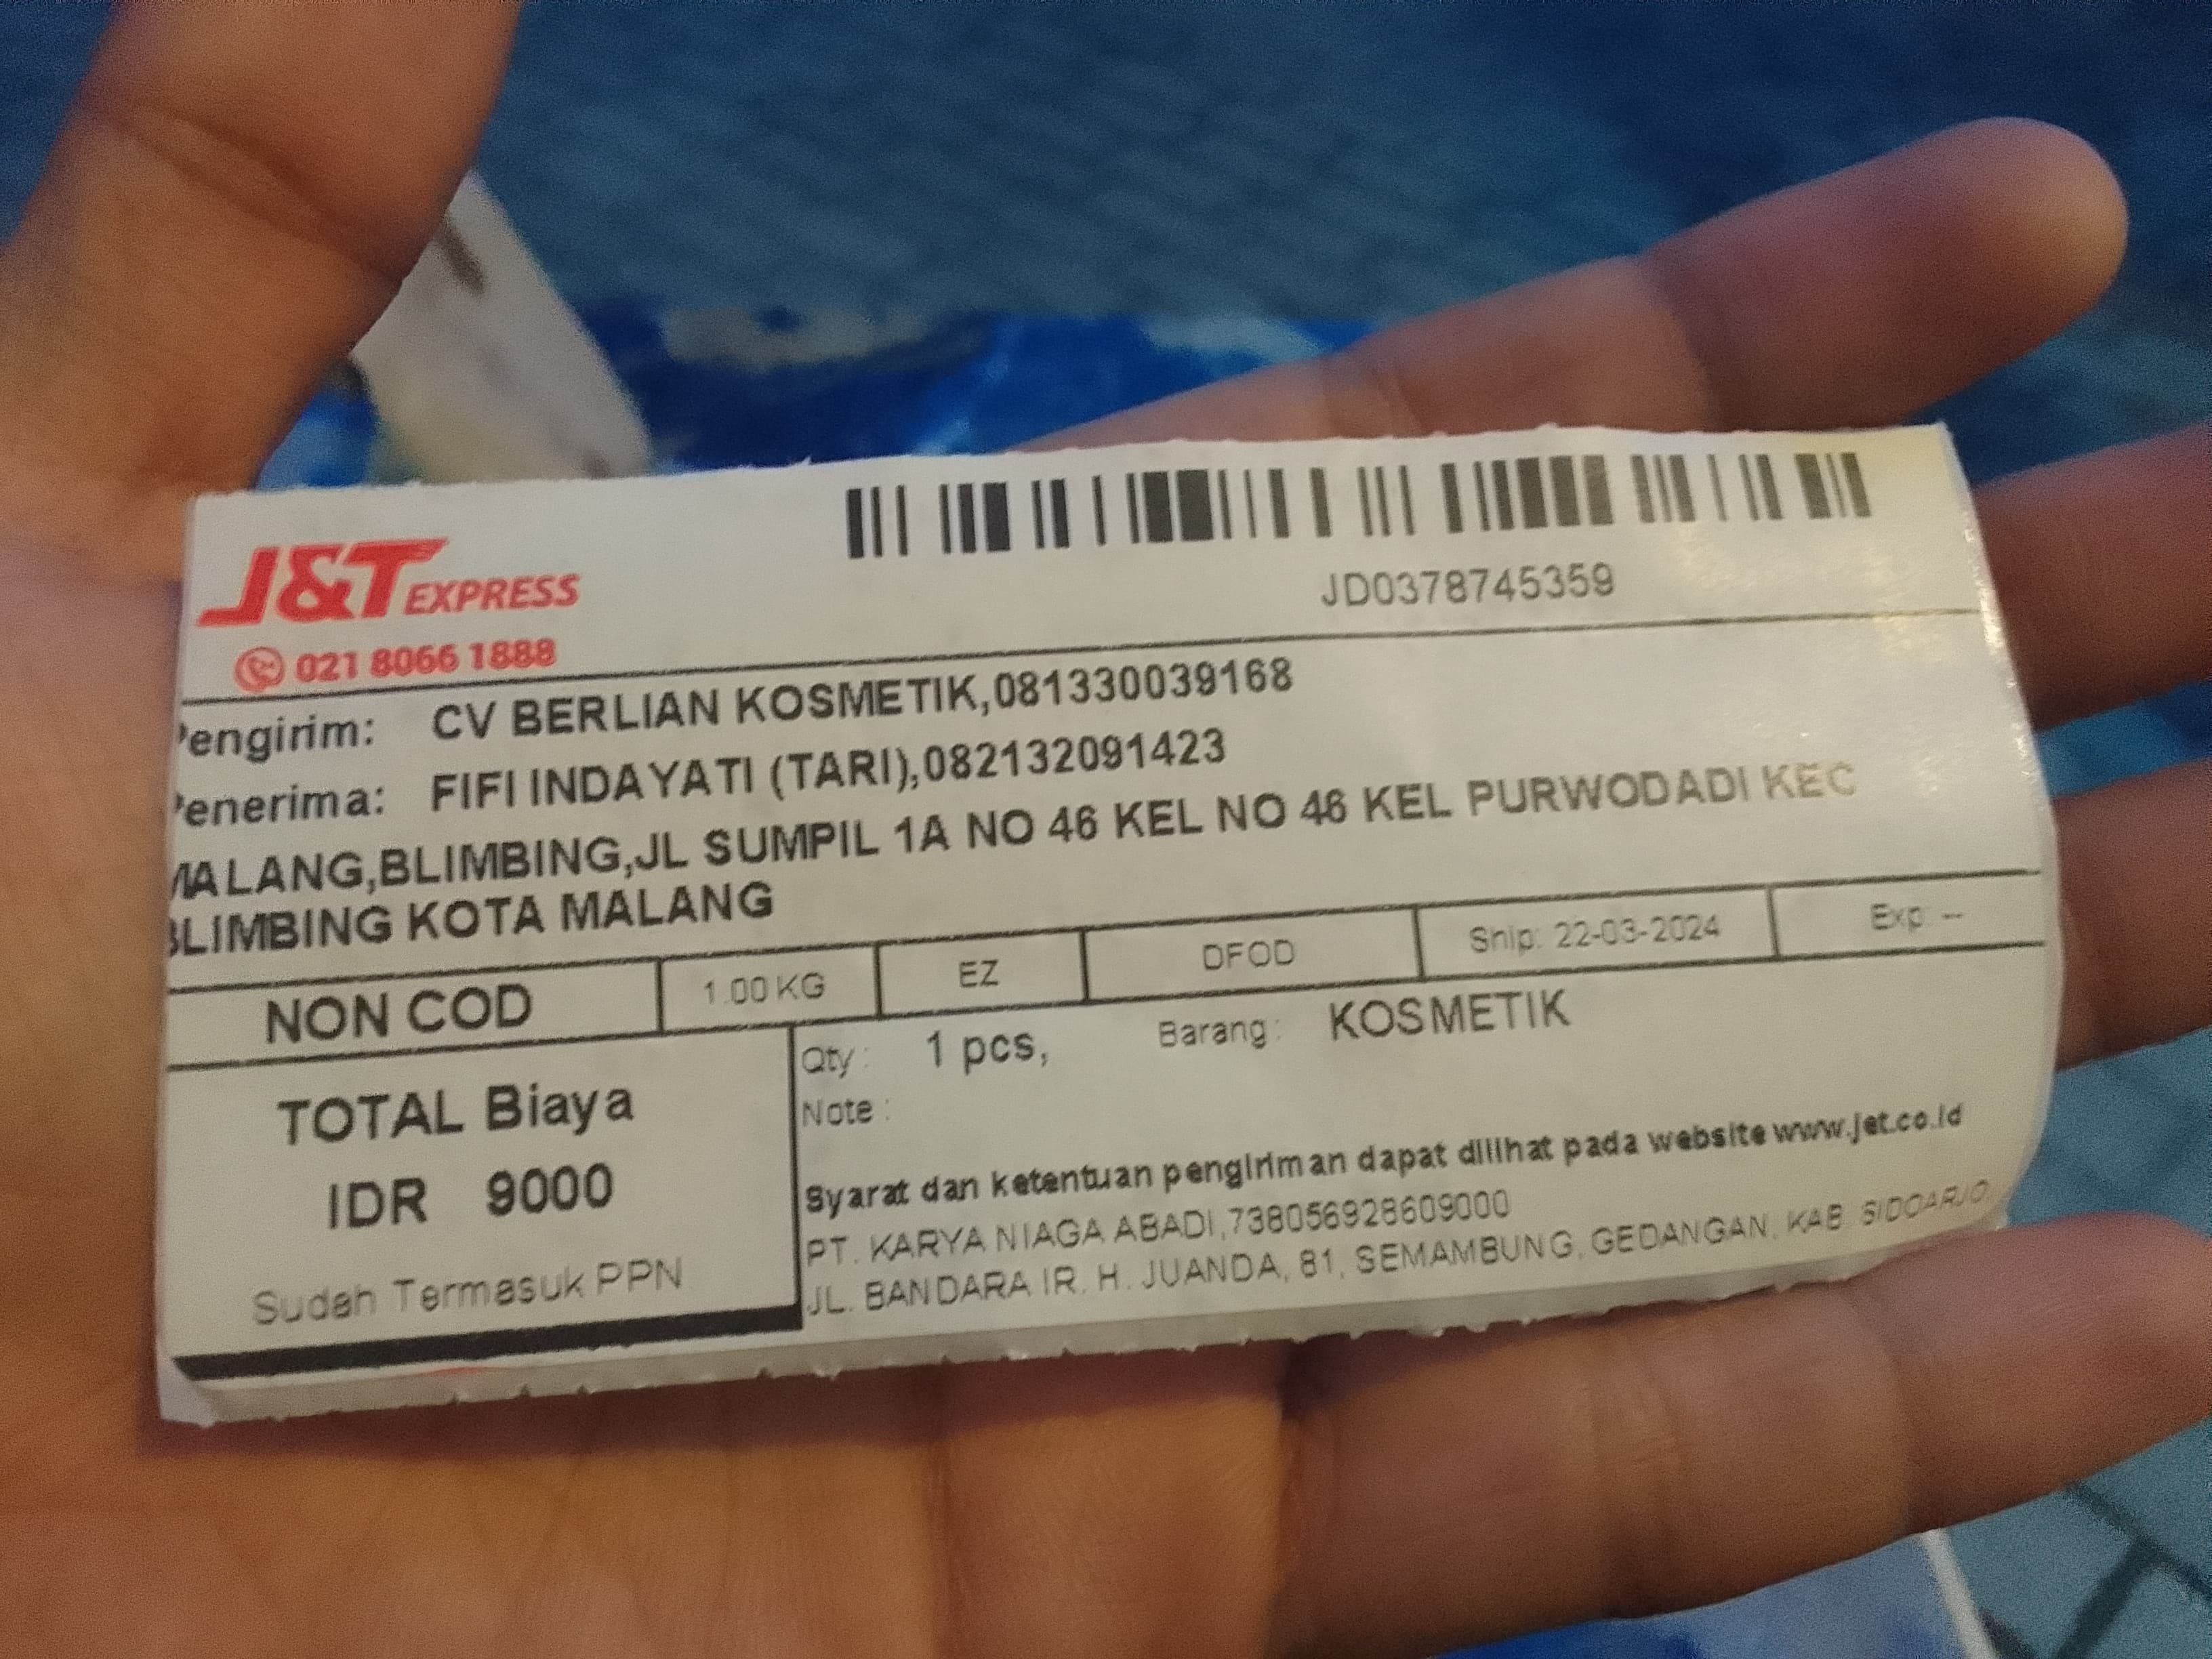 J&T EXPRESS
021 8066 1888
JD0378745359
Pengirim: CV BERLIAN KOSMETIK,081330039168
Penerima: FIFI INDAYATI (TARI),082132091423
MALANG,BLIMBING,JL SUMPIL 1A NO 46 KEL NO 46 KEL PURWODADI KEC
BLIMBING KOTA MALANG
NON COD 1.00 KG EZ DFOD Ship: 22-03-2024 Exp: --
Qty : 1 pcs, Barang: KOSMETIK
Note :
TOTAL Biaya
IDR 9000
Sudah Termasuk PPN
Syarat dan ketentuan pengiriman dapat dilihat pada website www.jet.co.id
PT. KARYA NIAGA ABADI,738056928609000
JL. BANDARA IR. H. JUANDA, 81, SEMAMBUNG, GEDANGAN, KAB. SIDOARJO,